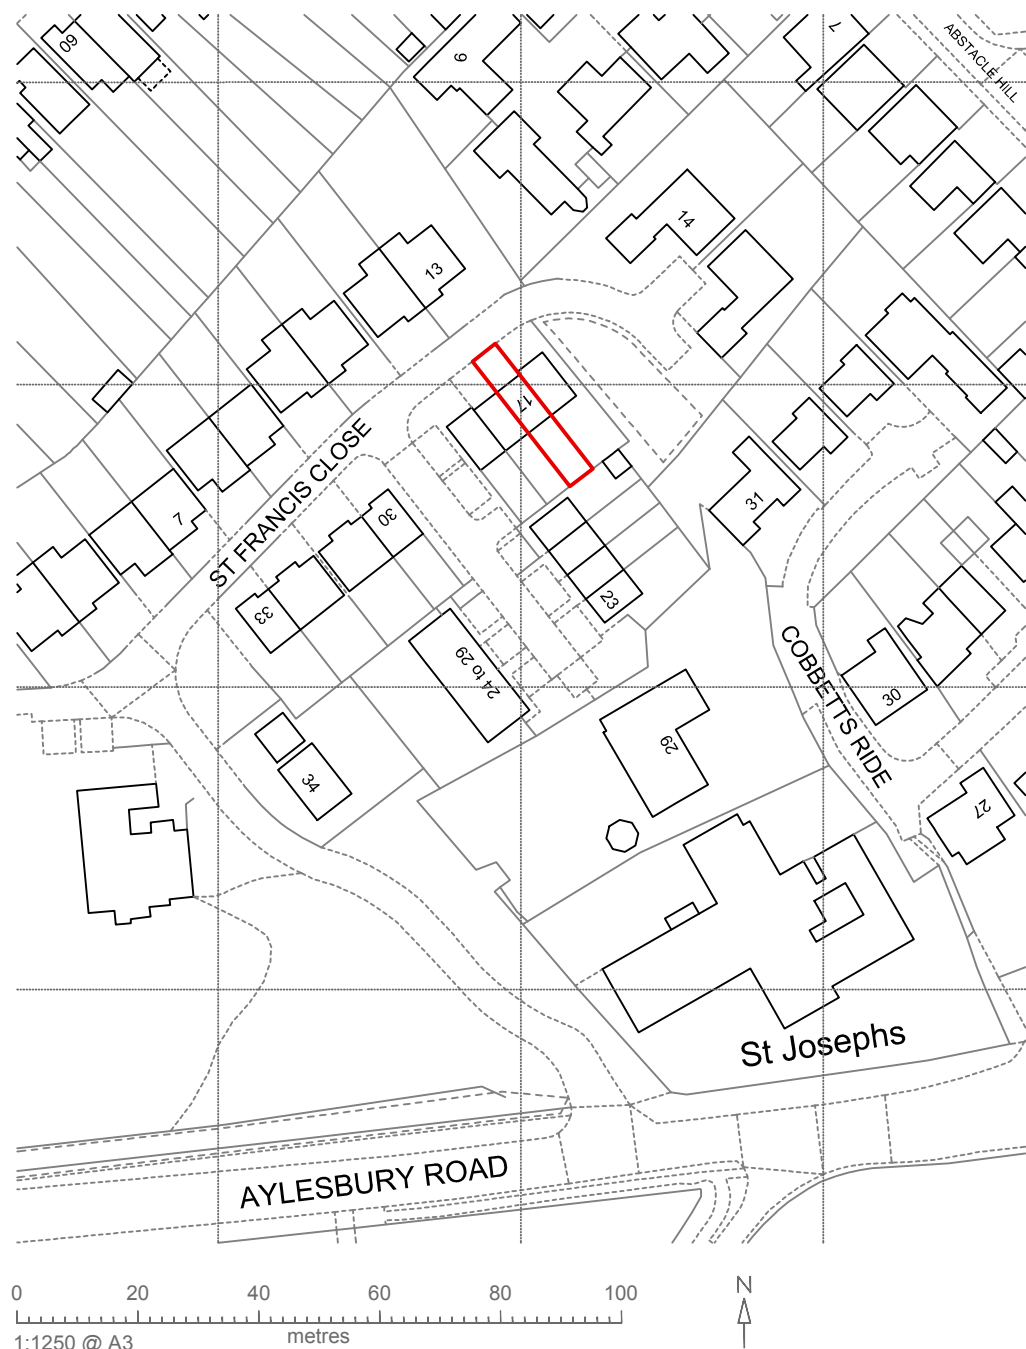 60
9
7
ABSTACLE HILL
14
13
17
ST FRANCIS CLOSE
7
30
31
33
23
24 to 29
COBBETTS RIDE
30
29
34
27
St Josephs
AYLESBURY ROAD
0 20 40 60 80 100
metres
1:1250 @ A3
N